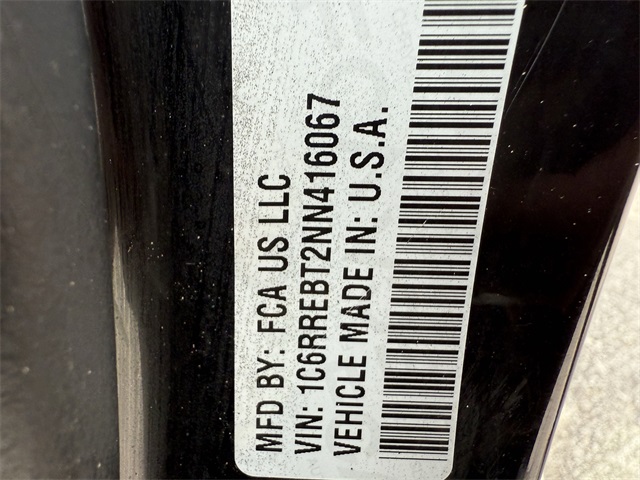 MFD BY: FCA US LLC
VIN: 1C6RREBT2NN416067
VEHICLE MADE IN: U.S.A.